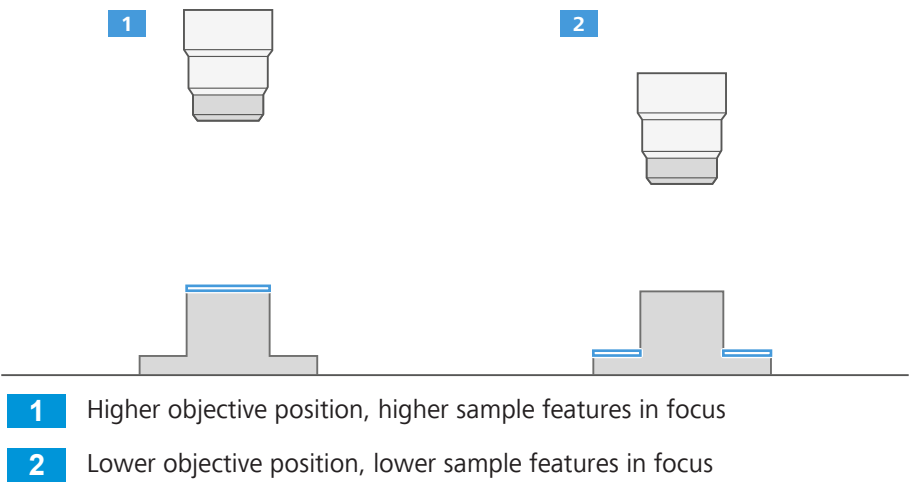 1
2
1 Higher objective position, higher sample features in focus
2 Lower objective position, lower sample features in focus